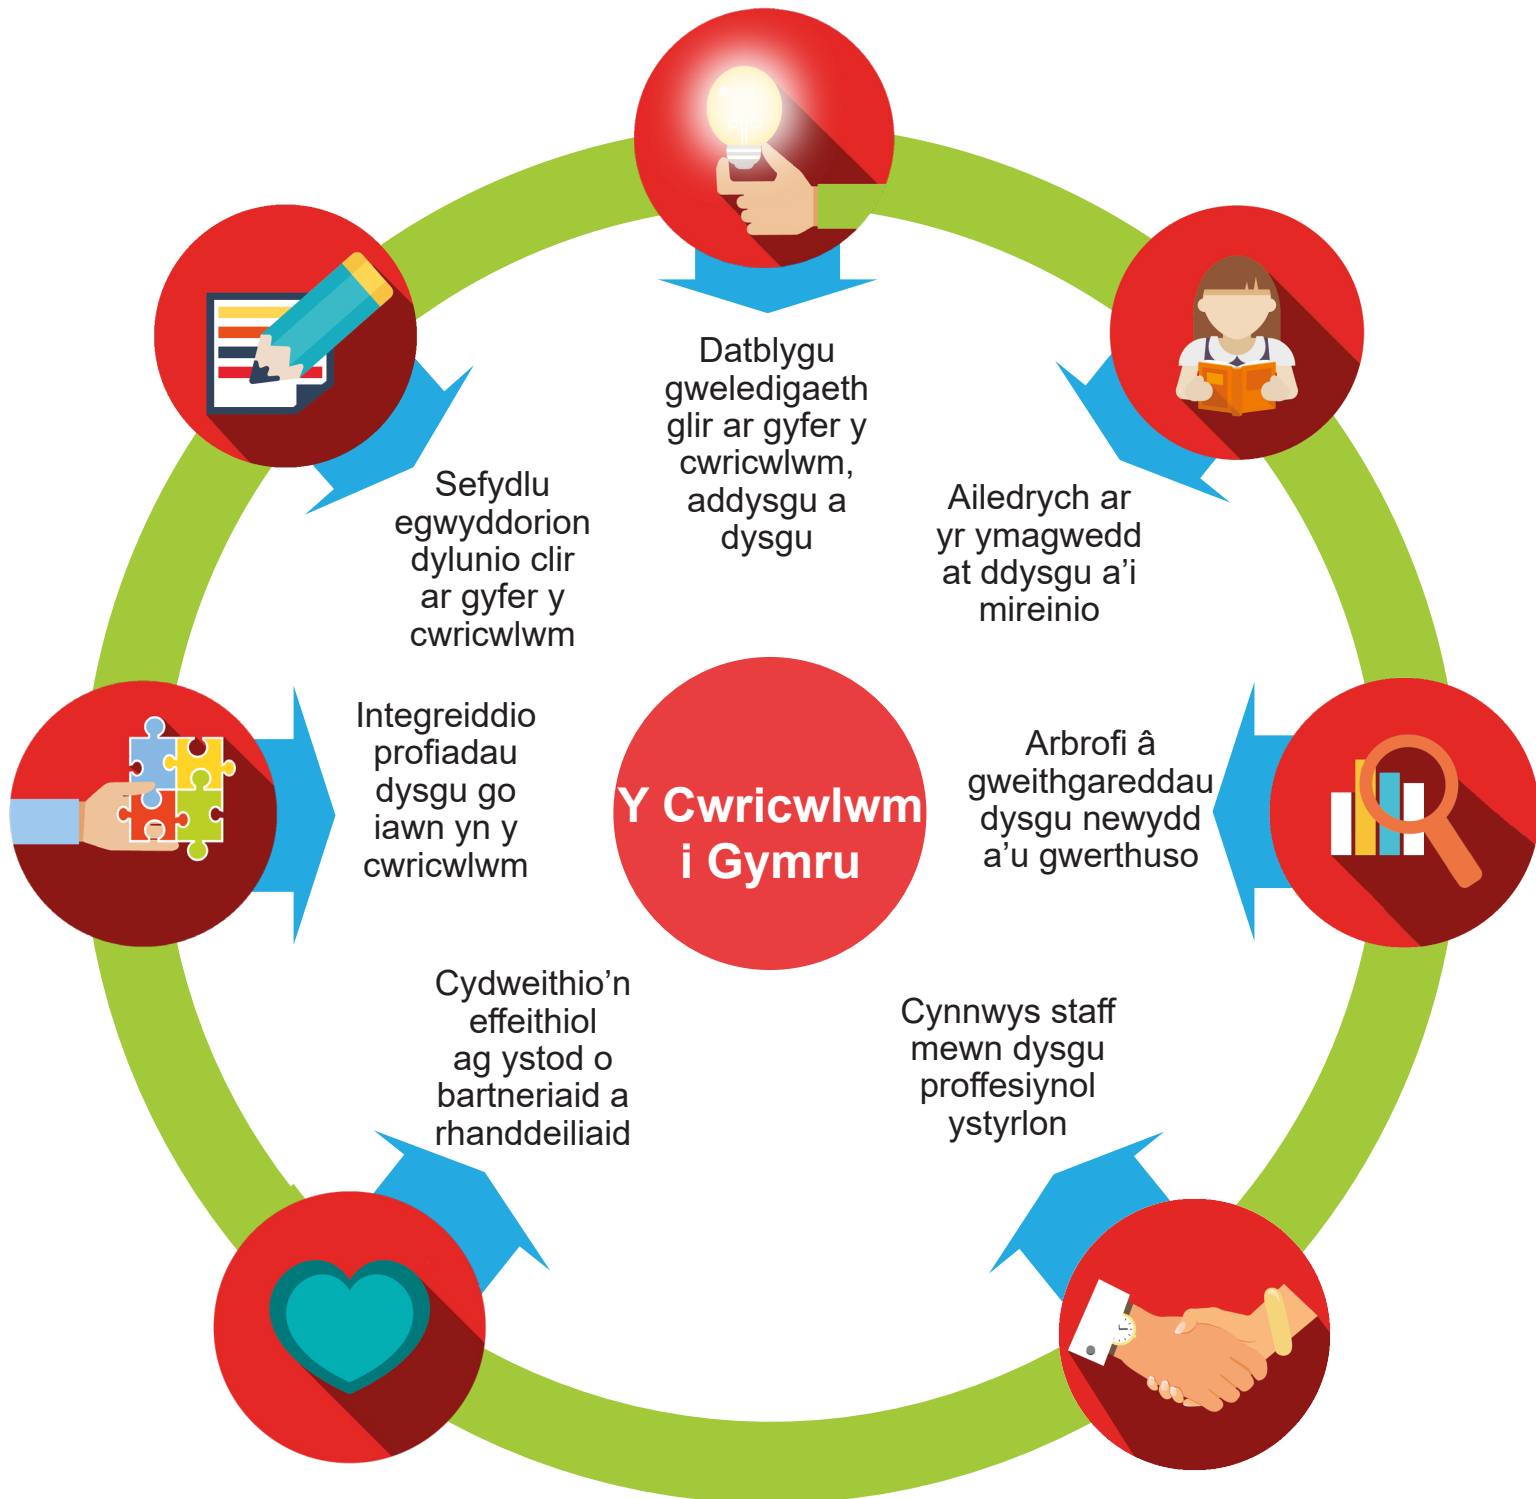 Datblygu
gweledigaeth
glir ar gyfer y
cwricwlwm,
addysgu a
dysgu
Ailedrych ar
yr ymagwedd
at ddysgu a’i
mireinio
Arbrofi â
gweithgareddau
dysgu newydd
a’u gwerthuso
Cynnwys staff
mewn dysgu
proffesiynol
ystyrlon
Cydweithio’n
effeithiol
ag ystod o
bartneriaid a
rhanddeiliaid
Integreiddio
profiadau
dysgu go
iawn yn y
cwricwlwm
Sefydlu
egwyddorion
dylunio clir
ar gyfer y
cwricwlwm
Y Cwricwlwm
i Gymru